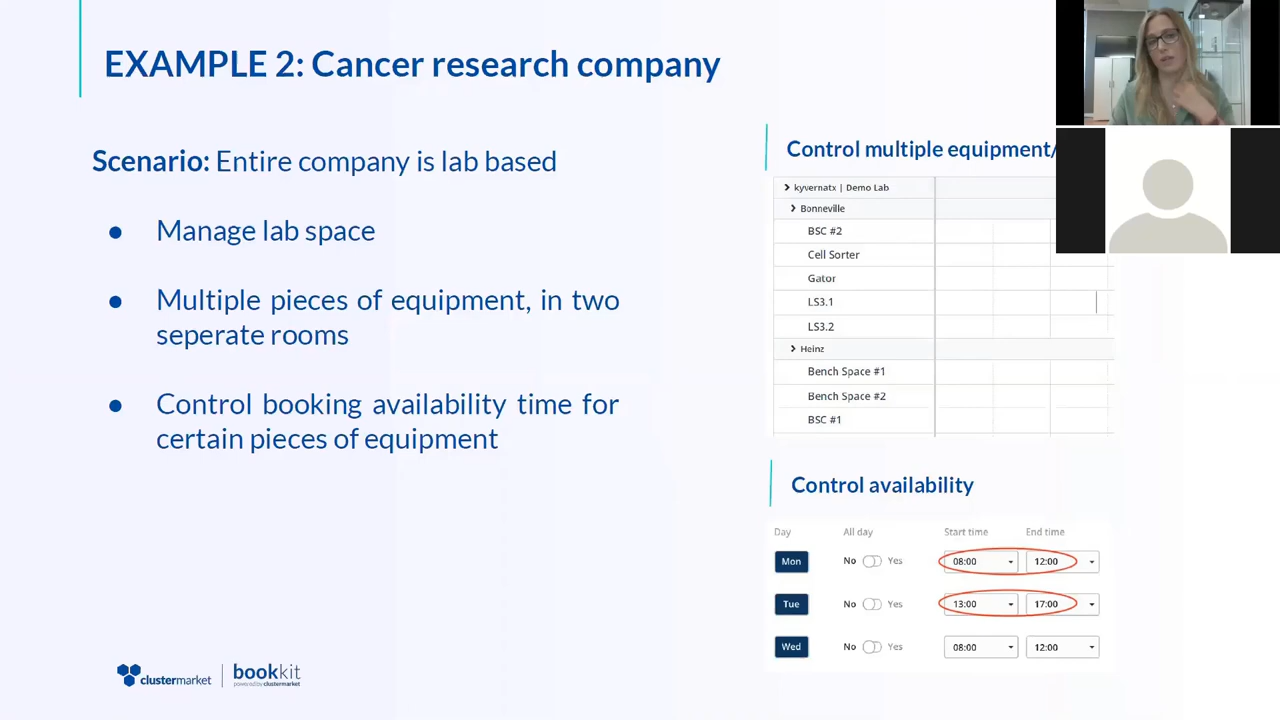 EXAMPLE 2: Cancer research company
Scenario: Entire company is lab based
● Manage lab space
● Multiple pieces of equipment, in two
seperate rooms
● Control booking availability time for
certain pieces of equipment
Control multiple equipment/
kyvernatx | Demo Lab
Bonneville
BSC #2
Cell Sorter
Gator
LS3.1
LS3.2
Heinz
Bench Space #1
Bench Space #2
BSC #1
Control availability
Day All day Start time End time
Mon No Yes 08:00 12:00
Tue No Yes 13:00 17:00
Wed No Yes 08:00 12:00
clustermarket
bookkit
powered by clustermarket